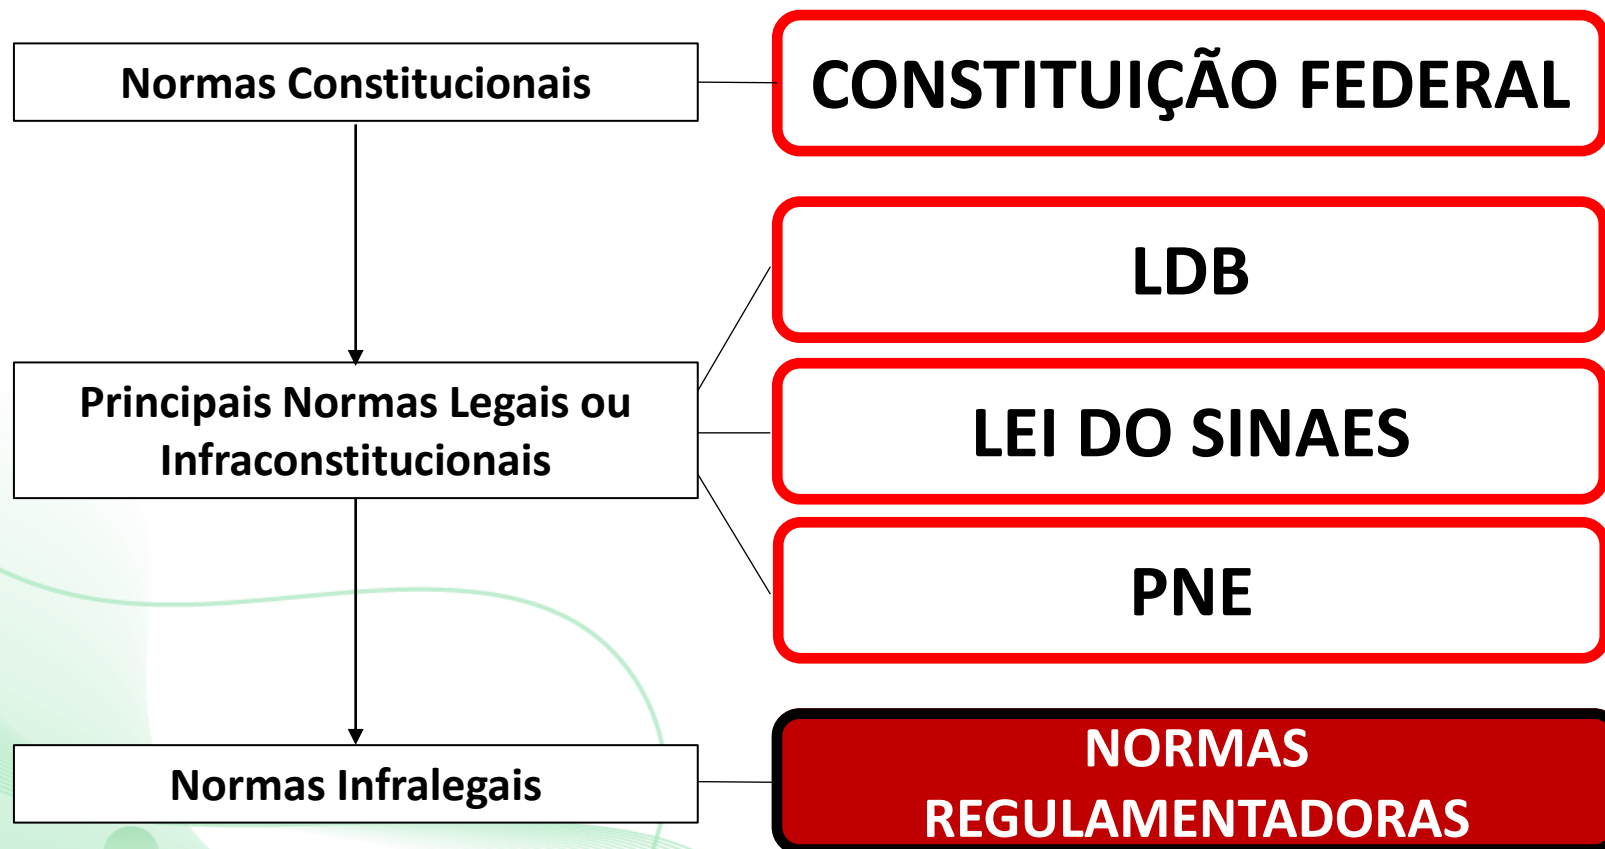 Normas Constitucionais
CONSTITUIÇÃO FEDERAL
LDB
Principais Normas Legais ou
Infraconstitucionais
LEI DO SINAES
PNE
Normas Infralegais
NORMAS
REGULAMENTADORAS